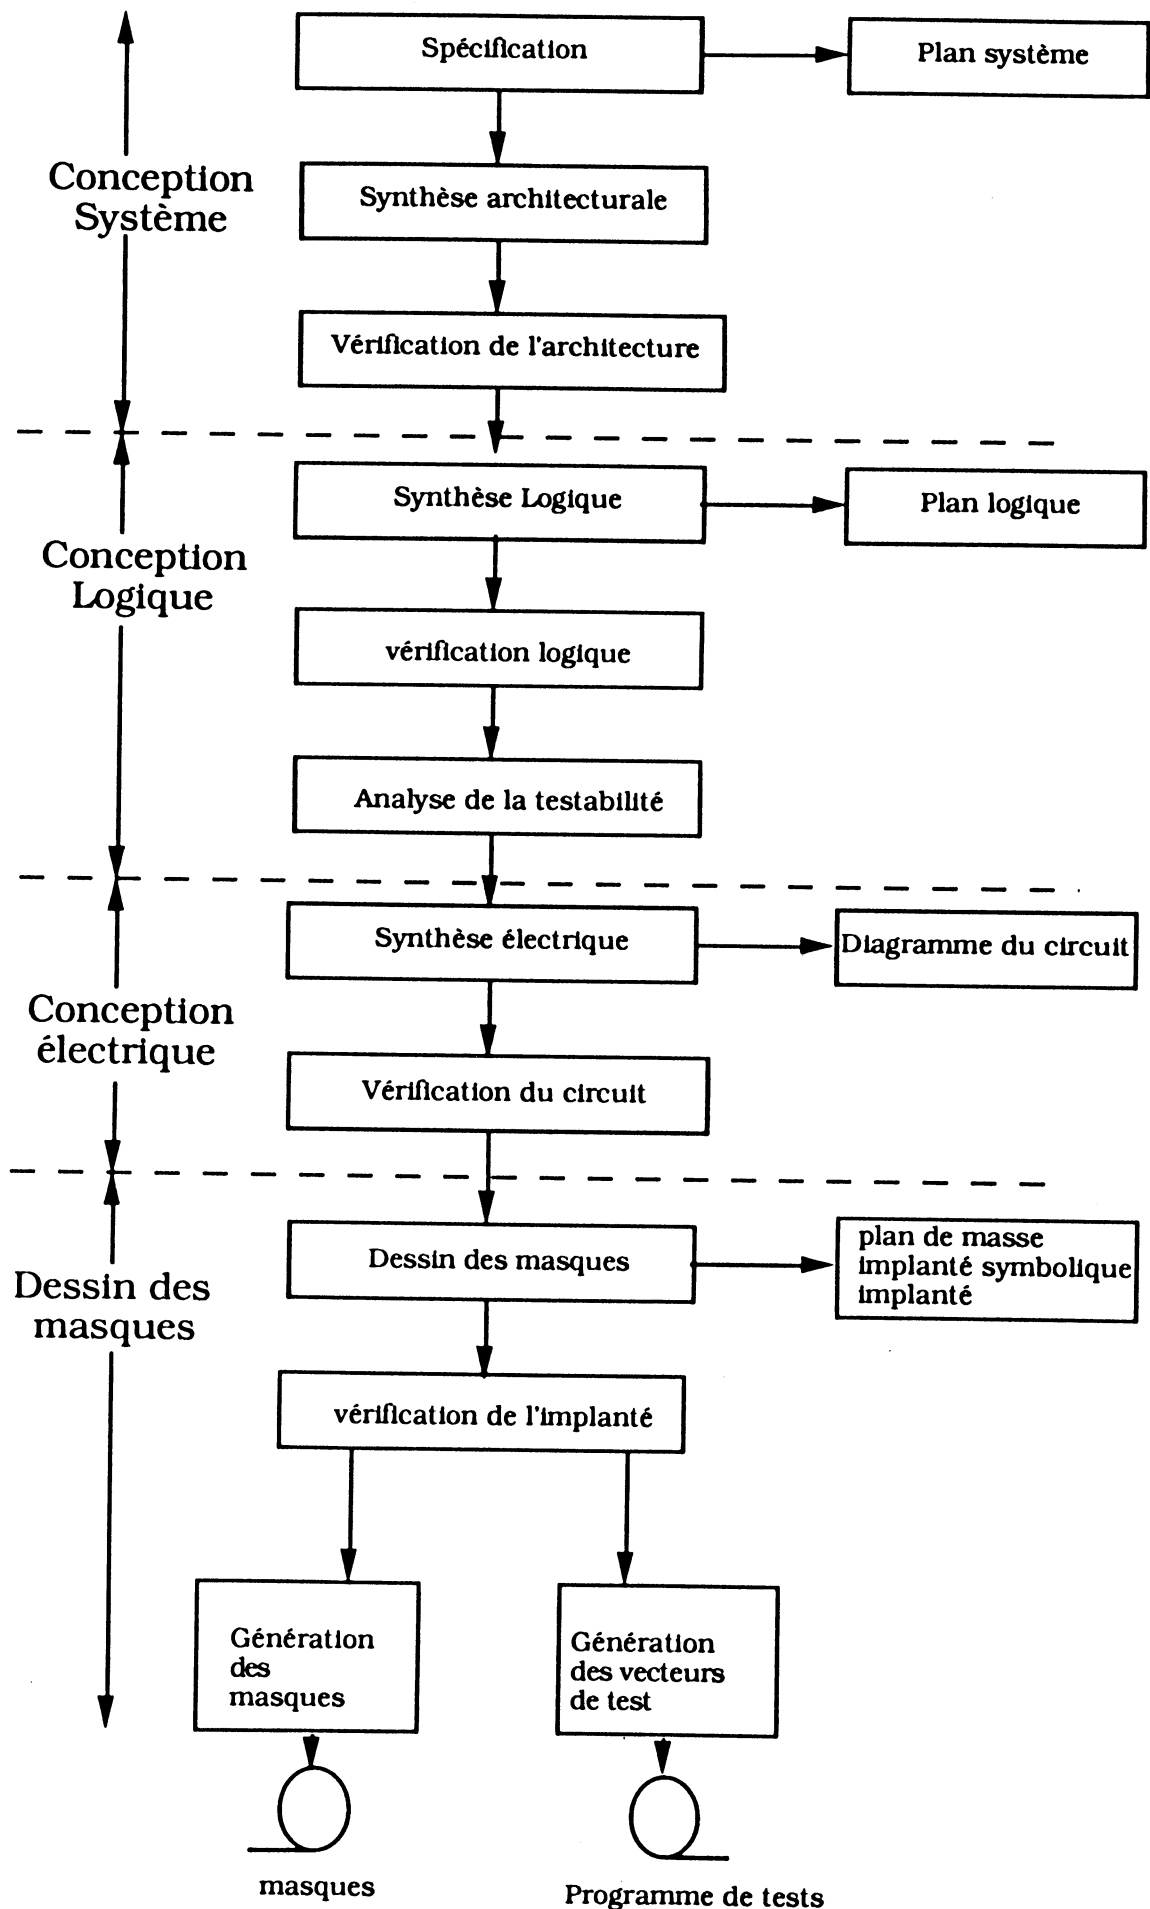 Spécification
Plan système
Conception
Système
Synthèse architecturale
Vérification de l'architecture
Synthèse Logique
Plan logique
Conception
Logique
vérification logique
Analyse de la testabilité
Synthèse électrique
Diagramme du circuit
Conception
électrique
Vérification du circuit
Dessin des masques
plan de masse
implanté symbolique
implanté
Dessin des
masques
vérification de l'implanté
Génération
des
masques
Génération
des vecteurs
de test
masques
Programme de tests